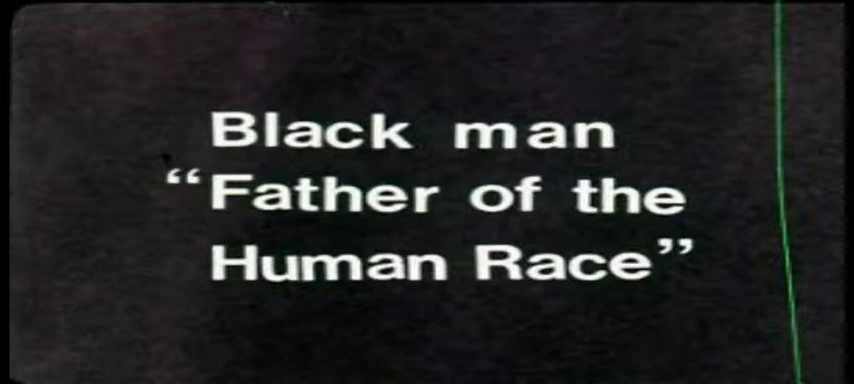 Black man
“Father of the
Human Race”